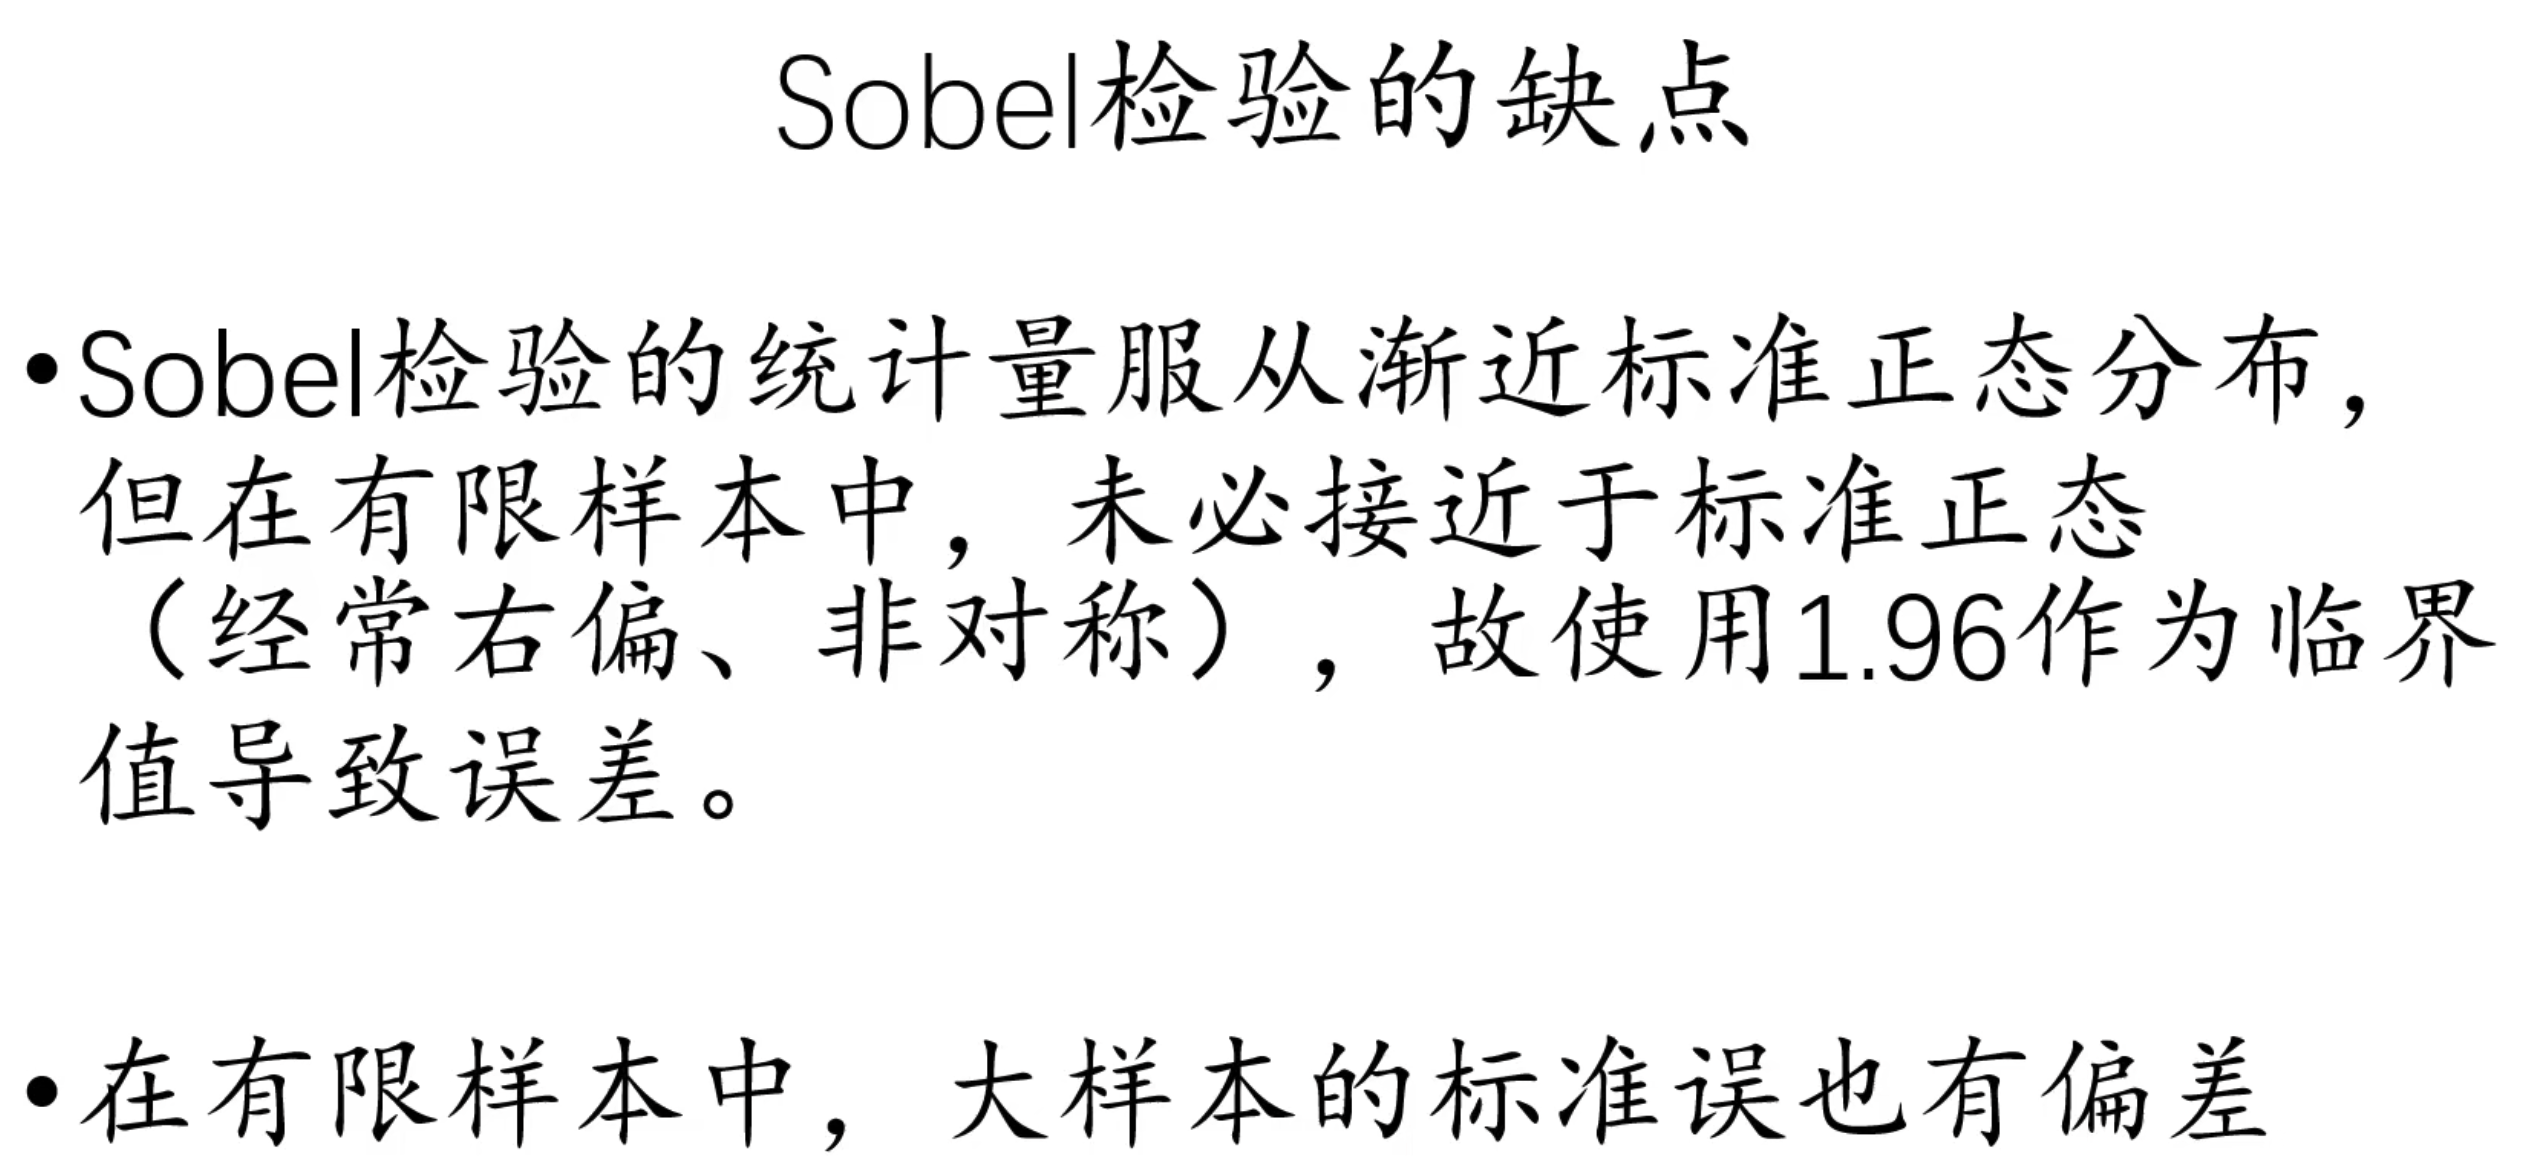 Sobel检验的缺点
•Sobel检验的统计量服从渐近标准正态分布，
但在有限样本中，未必接近于标准正态
（经常右偏、非对称），故使用1.96作为临界
值导致误差。
•在有限样本中，大样本的标准误也有偏差